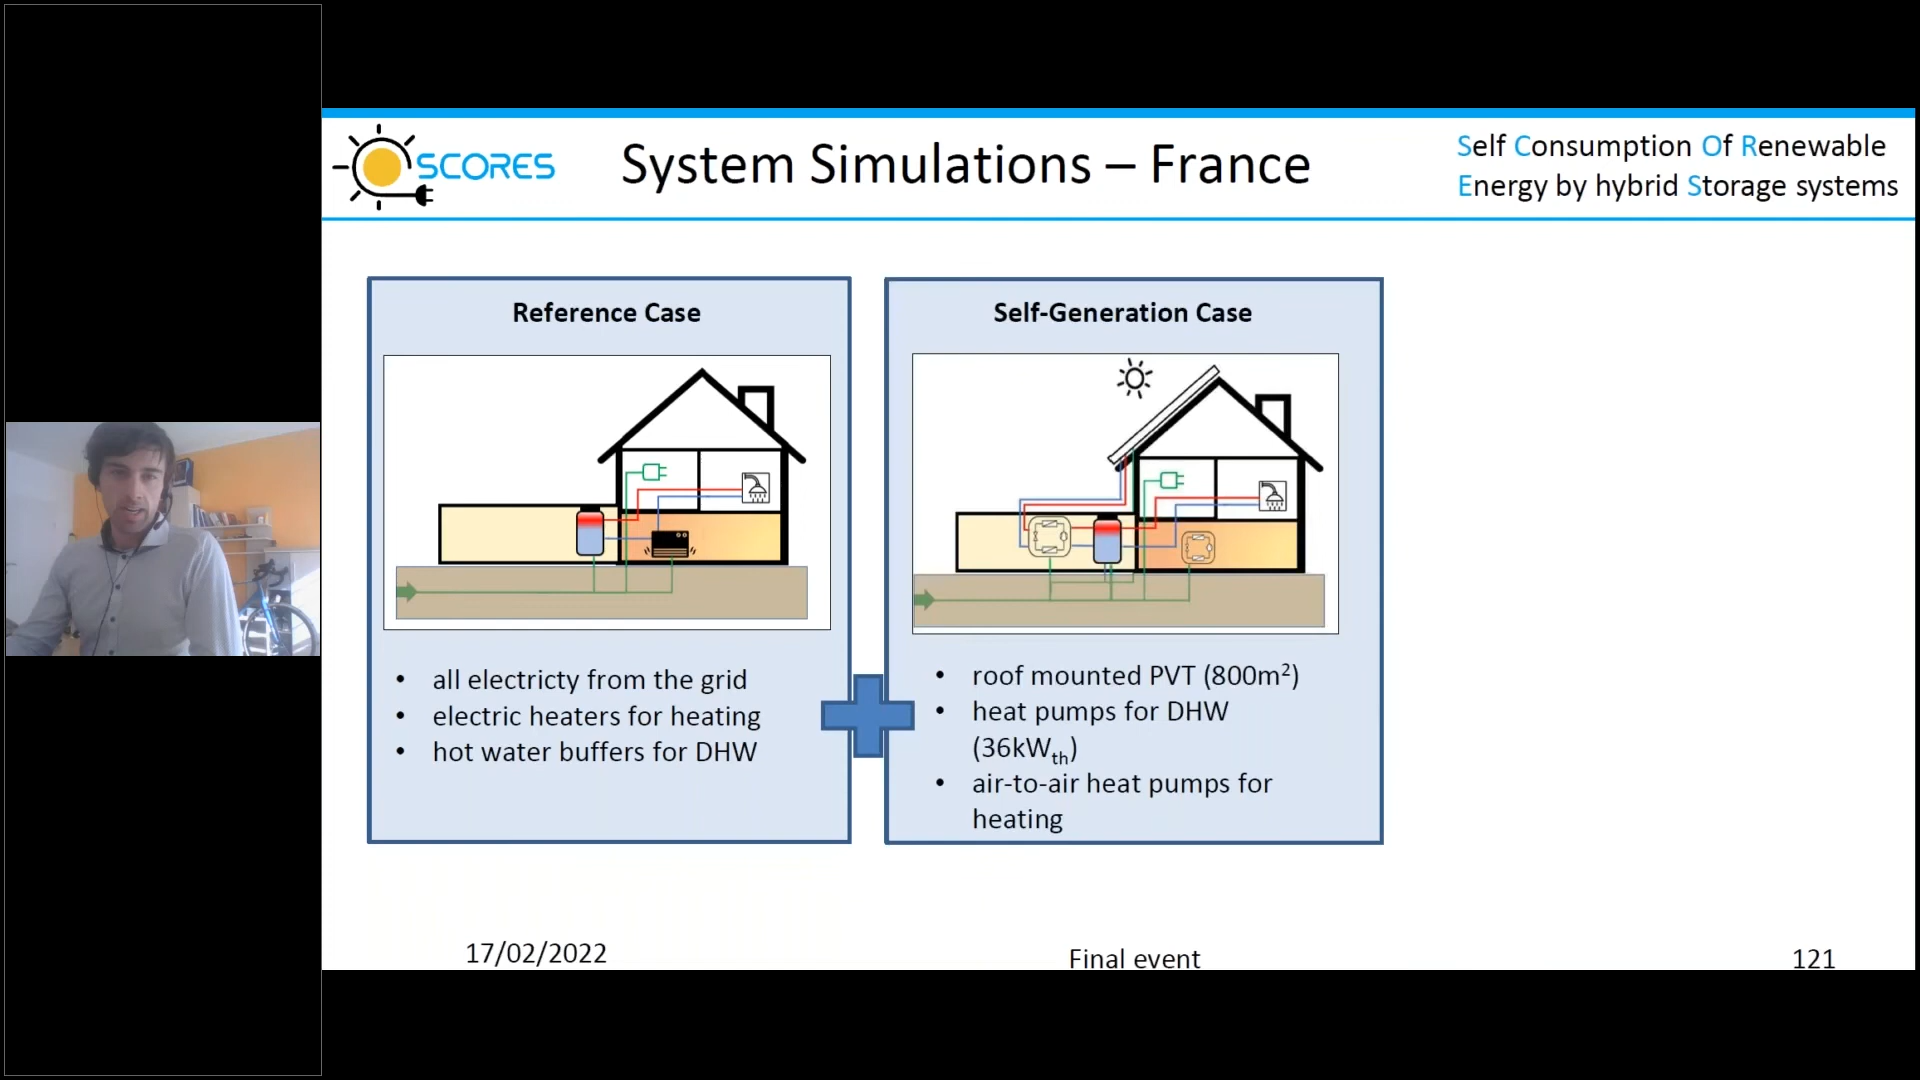 SCORES
System Simulations – France
Self Consumption Of Renewable
Energy by hybrid Storage systems
Reference Case
• all electricty from the grid
• electric heaters for heating
• hot water buffers for DHW
Self-Generation Case
• roof mounted PVT (800m²)
• heat pumps for DHW
(36kWth)
• air-to-air heat pumps for
heating
17/02/2022
Final event
121